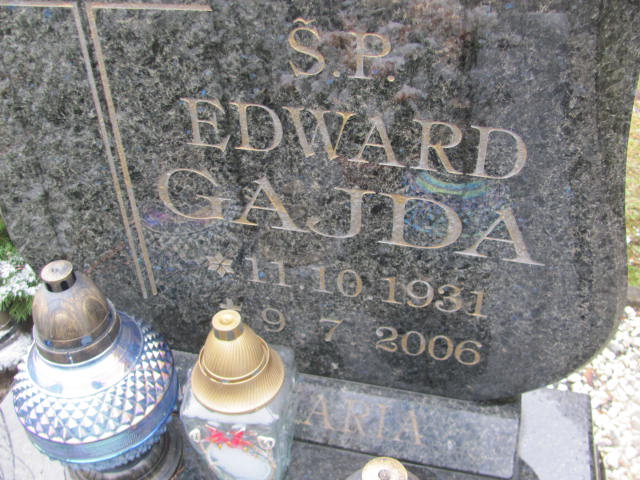 Ś.P.
EDWARD
GAJDA
* 11.10.1931
9 7 2006
ARIA